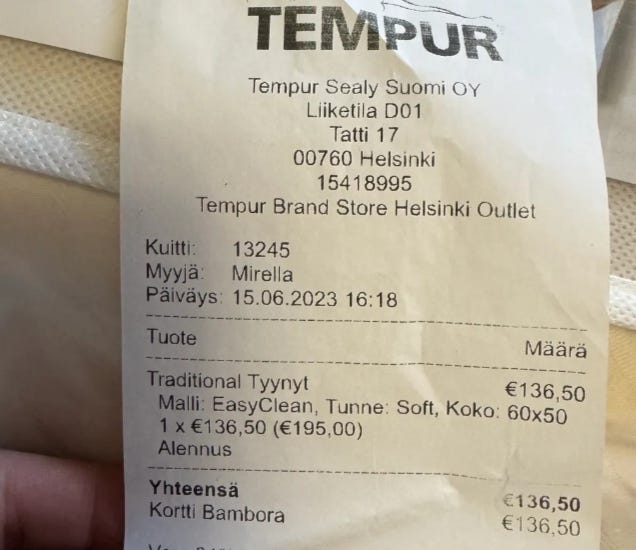 TEMPUR
Tempur Sealy Suomi OY
Liiketila D01
Tatti 17
00760 Helsinki
15418995
Tempur Brand Store Helsinki Outlet
Kuitti: 13245
Myyjä: Mirella
Päiväys: 15.06.2023 16:18
Tuote Määrä
Traditional Tyynyt €136,50
Malli: EasyClean, Tunne: Soft, Koko: 60x50
1 x €136,50 (€195,00)
Alennus
Yhteensä €136,50
Kortti Bambora €136,50